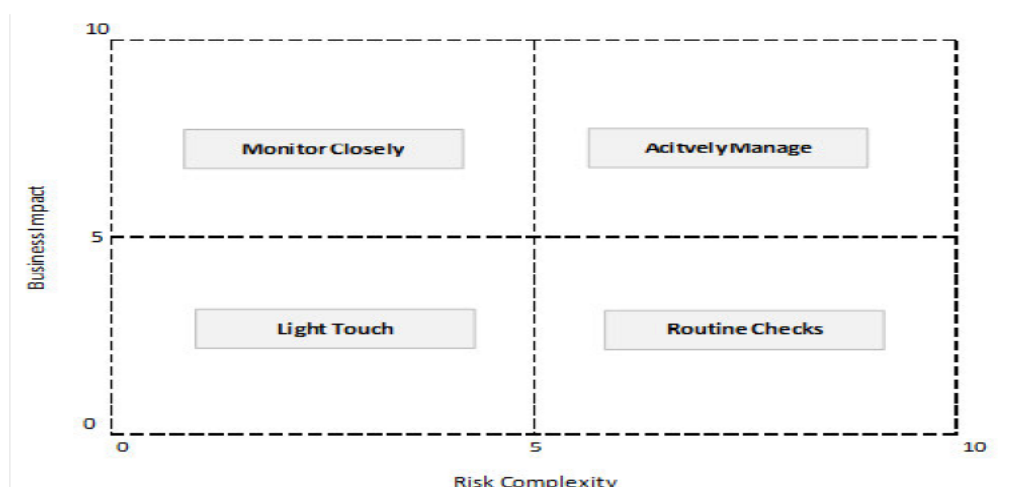 10
Monitor Closely
Acitvely Manage
Business Impact
5
Light Touch
Routine Checks
0
0
5
10
Risk Complexity